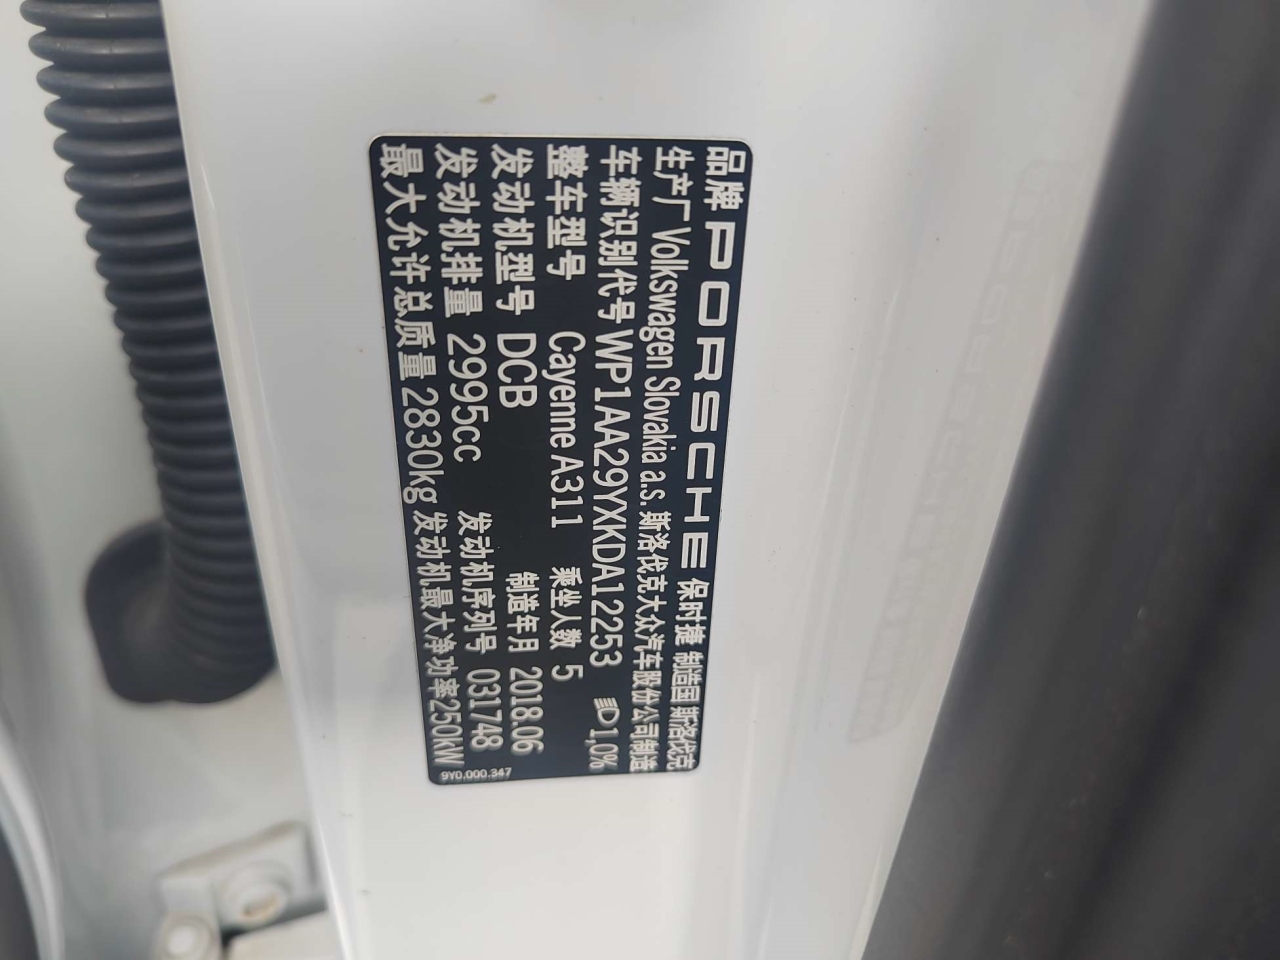 品牌 PORSCHE 保时捷 制造国 斯洛伐克
生产厂 Volkswagen Slovakia a.s. 斯洛伐克大众汽车股份公司制造
车辆识别代号 WP1AA29YXKDA12253 1,0%
整车型号 Cayenne A311 乘坐人数 5
发动机型号 DCB 制造年月 2018.06
发动机排量 2995cc 发动机序列号 031748
最大允许总质量 2830kg 发动机最大净功率 250kW
9Y0.000.347